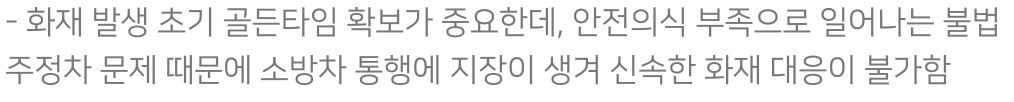 - 화재 발생 초기 골든타임 확보가 중요한데, 안전의식 부족으로 일어나는 불법
주정차 문제 때문에 소방차 통행에 지장이 생겨 신속한 화재 대응이 불가함